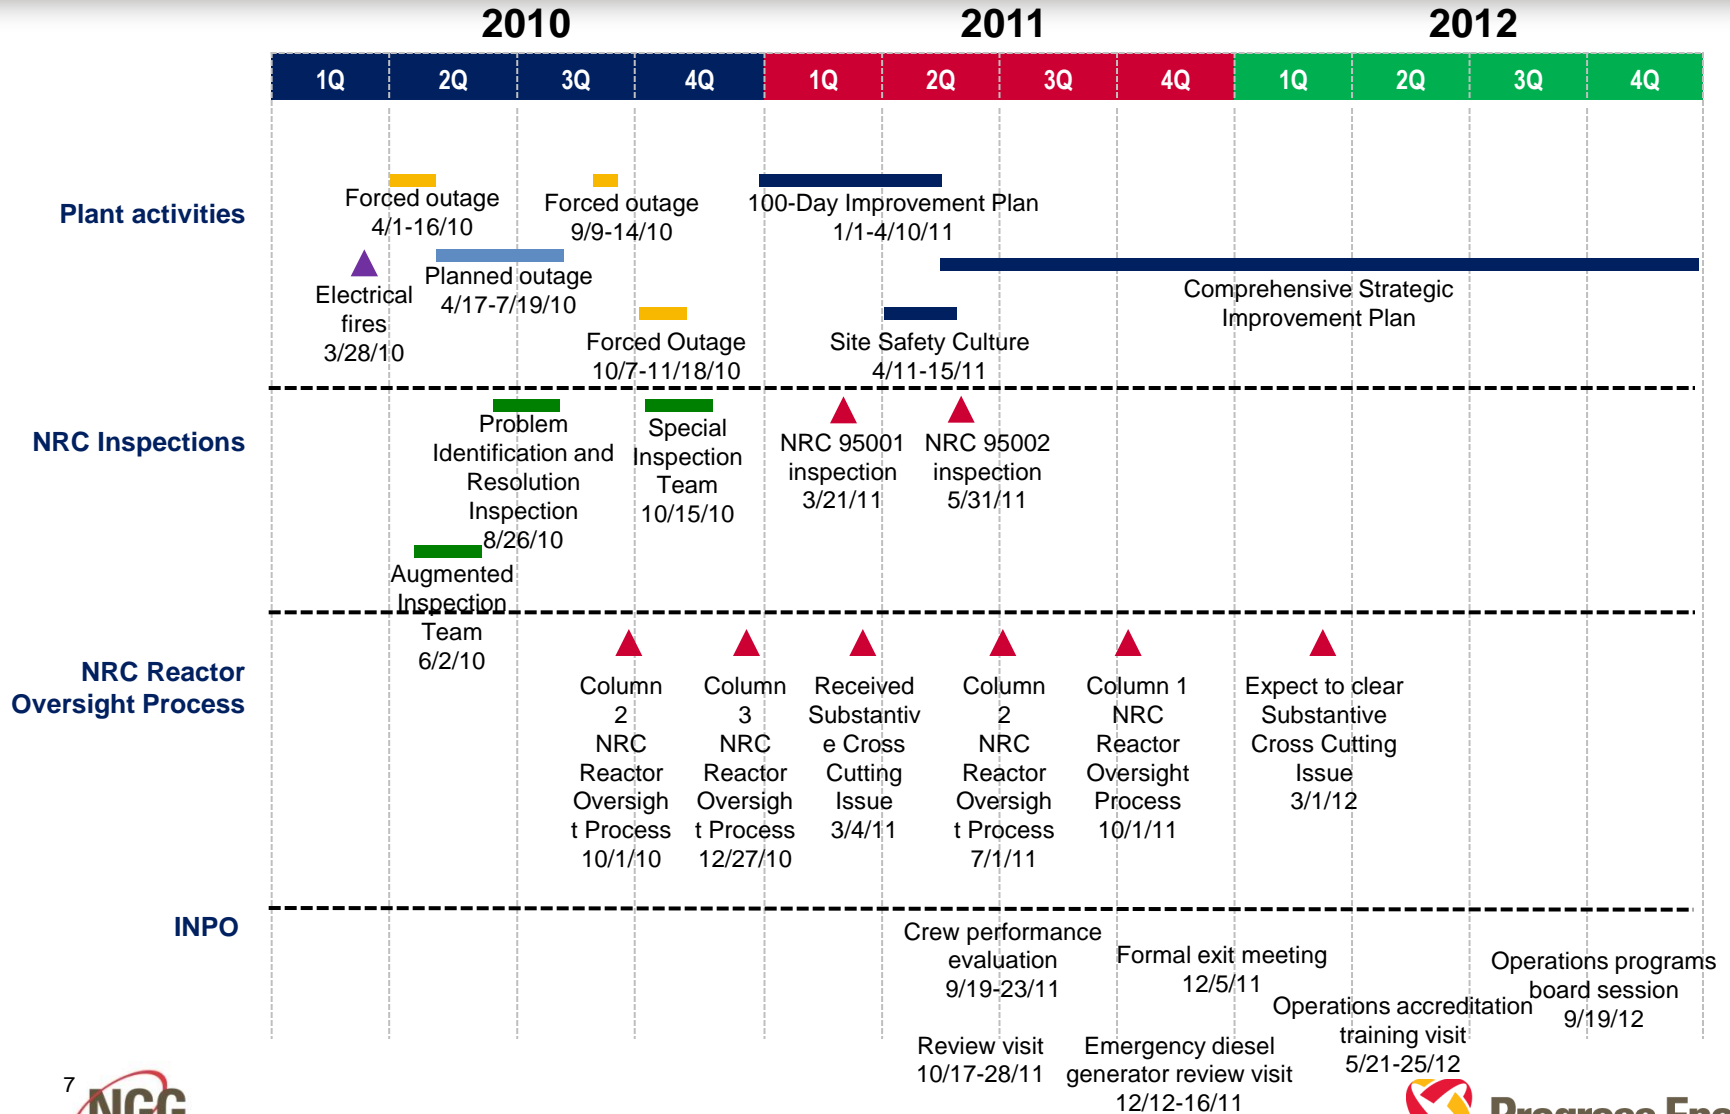 2010 2011 2012
1Q 2Q 3Q 4Q 1Q 2Q 3Q 4Q 1Q 2Q 3Q 4Q
Plant activities
Forced outage
4/1-16/10
Forced outage
9/9-14/10
100-Day Improvement Plan
1/1-4/10/11
Electrical
fires
3/28/10
Planned outage
4/17-7/19/10
Forced Outage
10/7-11/18/10
Site Safety Culture
4/11-15/11
Comprehensive Strategic
Improvement Plan
NRC Inspections
Problem
Identification and
Resolution
Inspection
8/26/10
Special
Inspection
Team
10/15/10
NRC 95001
inspection
3/21/11
NRC 95002
inspection
5/31/11
Augmented
Inspection
Team
6/2/10
NRC Reactor
Oversight Process
Column
2
NRC
Reactor
Oversigh
t Process
10/1/10
Column
3
NRC
Reactor
Oversigh
t Process
12/27/10
Received
Substantiv
e Cross
Cutting
Issue
3/4/11
Column
2
NRC
Reactor
Oversigh
t Process
7/1/11
Column 1
NRC
Reactor
Oversight
Process
10/1/11
Expect to clear
Substantive
Cross Cutting
Issue
3/1/12
INPO
Crew performance
evaluation
9/19-23/11
Formal exit meeting
12/5/11
Operations programs
board session
9/19/12
Operations accreditation
training visit
5/21-25/12
Review visit
10/17-28/11
Emergency diesel
generator review visit
12/12-16/11
7
NGG
Progress